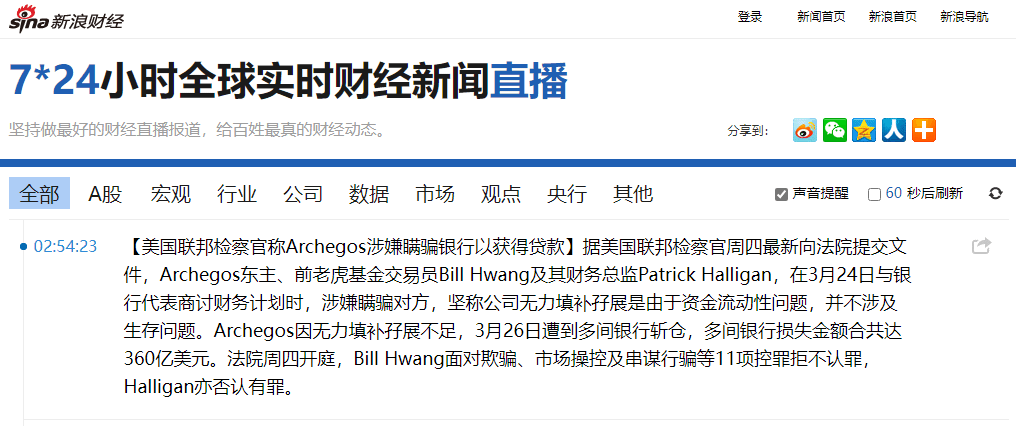 sina新浪财经
登录 新闻首页 新浪首页 新浪导航
7*24小时全球实时财经新闻直播
坚持做最好的财经直播报道，给百姓最真的财经动态。
分享到：
全部 A股 宏观 行业 公司 数据 市场 观点 央行 其他 声音提醒 60 秒后刷新
02:54:23 【美国联邦检察官称Archegos涉嫌瞒骗银行以获得贷款】据美国联邦检察官周四最新向法院提交文
件，Archegos东主、前老虎基金交易员Bill Hwang及其财务总监Patrick Halligan，在3月24日与银
行代表商讨财务计划时，涉嫌瞒骗对方，坚称公司无力填补孖展是由于资金流动性问题，并不涉及
生存问题。Archegos因无力填补孖展不足，3月26日遭到多间银行斩仓，多间银行损失金额合共达
360亿美元。法院周四开庭，Bill Hwang面对欺骗、市场操控及串谋行骗等11项控罪拒不认罪，
Halligan亦否认有罪。